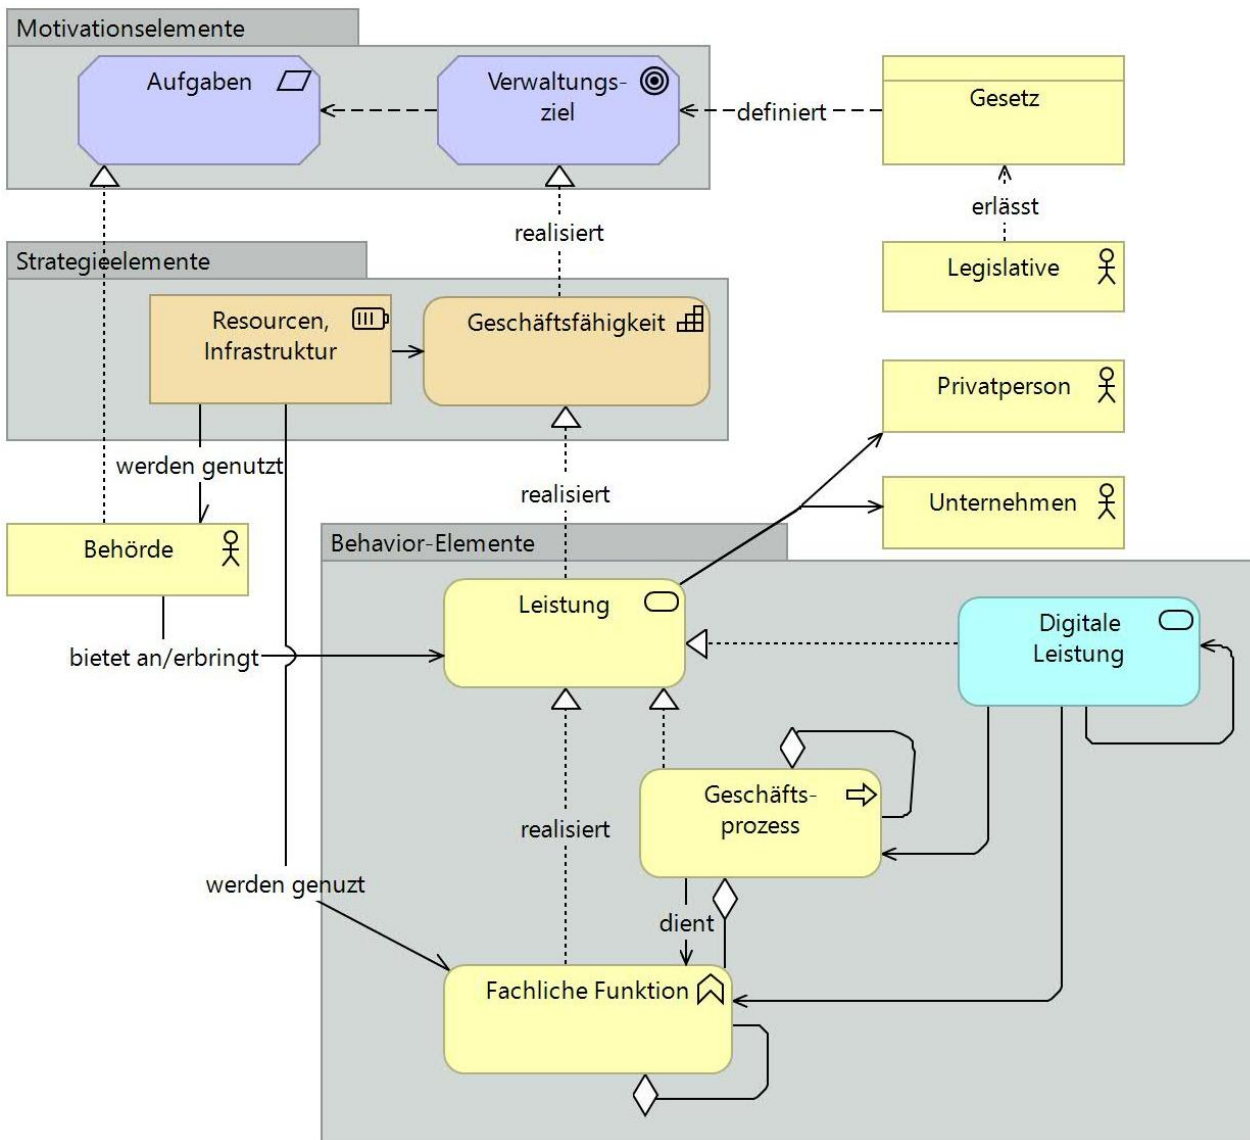 Motivationselemente
Aufgaben
Verwaltungs-
ziel
definiert
Gesetz
erlässt
realisiert
Legislative
Strategieelemente
Resourcen,
Infrastruktur
Geschäftsfähigkeit
Privatperson
werden genutzt
realisiert
Unternehmen
Behörde
Behavior-Elemente
Leistung
Digitale
Leistung
bietet an/erbringt
Geschäfts-
prozess
realisiert
werden genuzt
dient
Fachliche Funktion